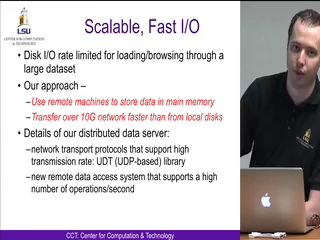 LSU
CENTER FOR COMPUTATION
& TECHNOLOGY
Scalable, Fast I/O
• Disk I/O rate limited for loading/browsing through a
large dataset
• Our approach –
–Use remote machines to store data in main memory
–Transfer over 10G network faster than from local disks
• Details of our distributed data server:
–network transport protocols that support high
transmission rate: UDT (UDP-based) library
–new remote data access system that supports a high
number of operations/second
CCT: Center for Computation & Technology